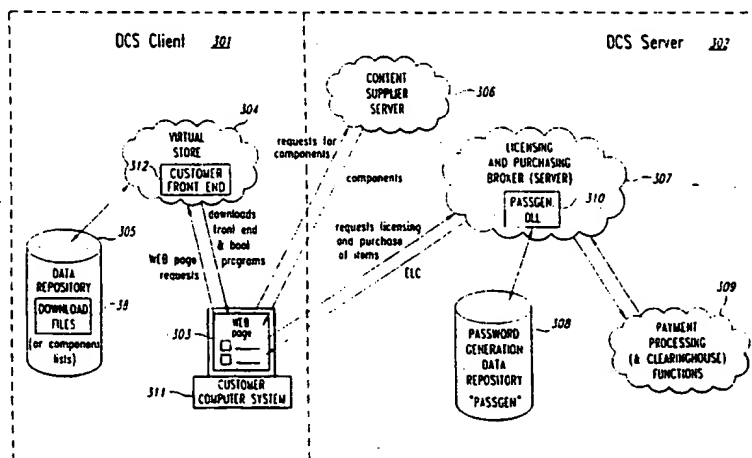 DCS Client 301
DCS Server 302
304
VIRTUAL
STORE
312
CUSTOMER
FRONT END
CONTENT
SUPPLIER
SERVER
306
requests for
components
components
LICENSING
AND PURCHASING
BROKER (SERVER)
307
PASSGEN.
DLL
310
305
DATA
REPOSITORY
DOWNLOAD
FILES
38
(or component
lists)
WEB page
requests
downloads
front end
& boot
programs
requests licensing
and purchase
of items
ELC
303
WEB
page
311
CUSTOMER
COMPUTER SYSTEM
PASSWORD
GENERATION
DATA
REPOSITORY
"PASSGEN"
308
309
PAYMENT
PROCESSING
(& CLEARINGHOUSE)
FUNCTIONS